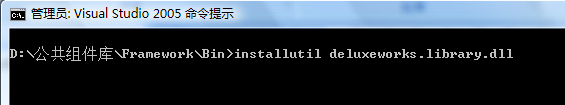 管理员: Visual Studio 2005 命令提示
D:\公共组件库\Framework\Bin>installutil deluxeworks.library.dll